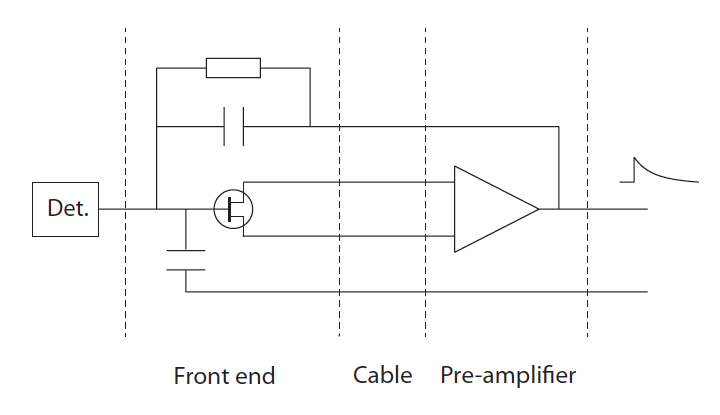 Det.
Front end
Cable
Pre-amplifier